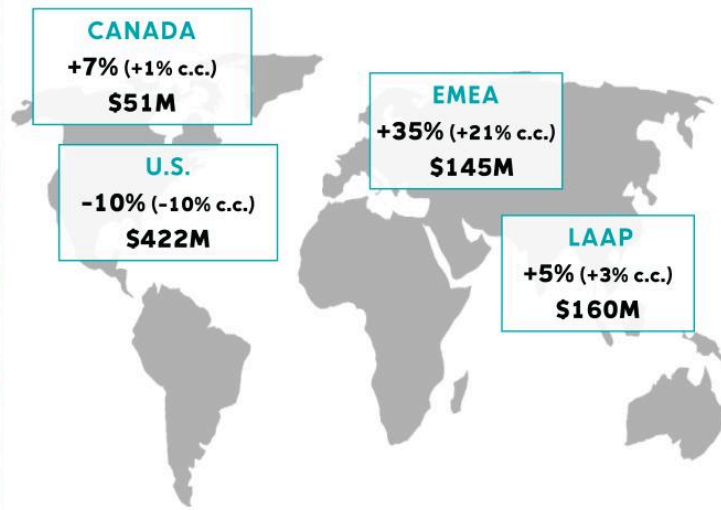 CANADA
+7% (+1% c.c.)
$51M
U.S.
-10% (-10% c.c.)
$422M
EMEA
+35% (+21% c.c.)
$145M
LAAP
+5% (+3% c.c.)
$160M